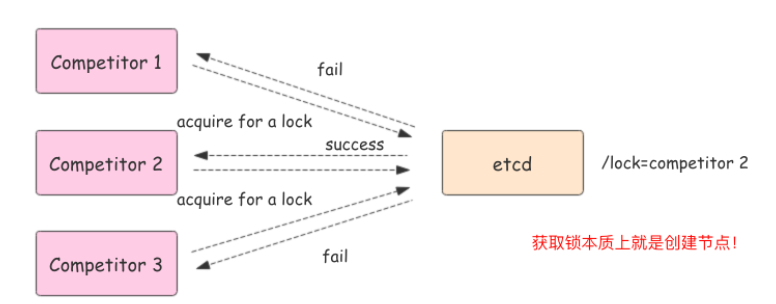 Competitor 1
fail
acquire for a lock
success
Competitor 2
etcd
/lock=competitor 2
acquire for a lock
获取锁本质上就是创建节点!
Competitor 3
fail